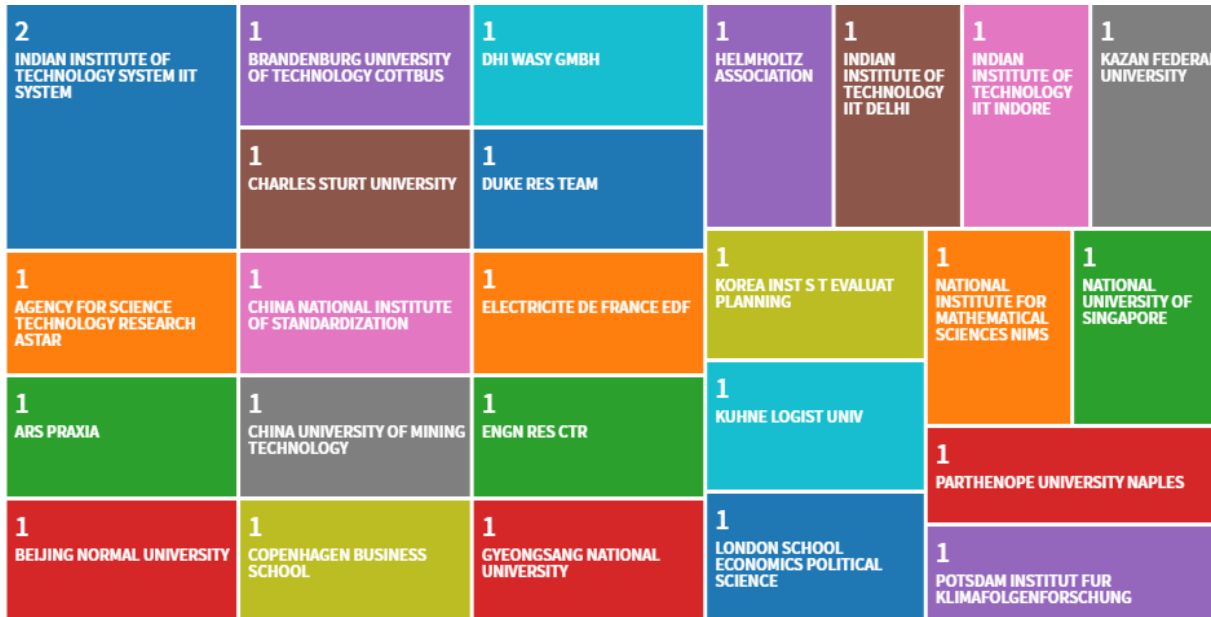 2
INDIAN INSTITUTE OF
TECHNOLOGY SYSTEM IIT
SYSTEM
1
AGENCY FOR SCIENCE
TECHNOLOGY RESEARCH
ASTAR
1
ARS PRAXIA
1
BEIJING NORMAL UNIVERSITY
1
BRANDENBURG UNIVERSITY
OF TECHNOLOGY COTTBUS
1
CHARLES STURT UNIVERSITY
1
CHINA NATIONAL INSTITUTE
OF STANDARDIZATION
1
CHINA UNIVERSITY OF MINING
TECHNOLOGY
1
COPENHAGEN BUSINESS
SCHOOL
1
DHI WASY GMBH
1
DUKE RES TEAM
1
ELECTRICITE DE FRANCE EDF
1
ENGN RES CTR
1
GYEONGSANG NATIONAL
UNIVERSITY
1
HELMHOLTZ
ASSOCIATION
1
INDIAN
INSTITUTE OF
TECHNOLOGY
IIT DELHI
1
INDIAN
INSTITUTE OF
TECHNOLOGY
IIT INDORE
1
KAZAN FEDERAL
UNIVERSITY
1
KOREA INST S T EVALUAT
PLANNING
1
KUHNE LOGIST UNIV
1
LONDON SCHOOL
ECONOMICS POLITICAL
SCIENCE
1
NATIONAL
INSTITUTE FOR
MATHEMATICAL
SCIENCES NIMS
1
NATIONAL
UNIVERSITY OF
SINGAPORE
1
PARTHENOPE UNIVERSITY NAPLES
1
POTSDAM INSTITUT FUR
KLIMAFOLGENFORSCHUNG